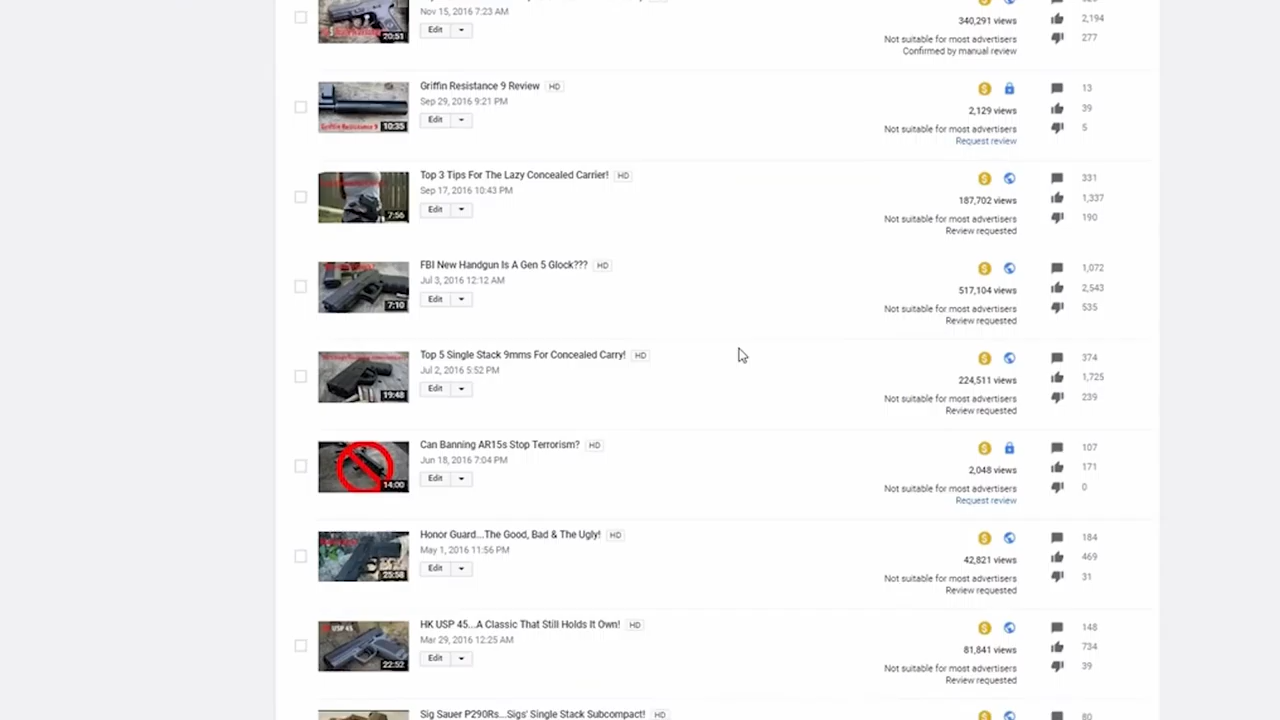 Nov 15, 2016 7:23 AM
Edit
20:51
340,291 views
Not suitable for most advertisers
Confirmed by manual review
2,194
277
Griffin Resistance 9 Review HD
Sep 29, 2016 9:21 PM
Edit
Griffin Resistance 9
10:35
2,129 views
Not suitable for most advertisers
Request review
13
39
5
Top 3 Tips For The Lazy Concealed Carrier! HD
Sep 17, 2016 10:43 PM
Edit
7:56
187,702 views
Not suitable for most advertisers
Review requested
331
1,337
190
FBI New Handgun Is A Gen 5 Glock??? HD
Jul 3, 2016 12:12 AM
Edit
7:10
517,104 views
Not suitable for most advertisers
Review requested
1,072
2,543
535
Top 5 Single Stack 9mms For Concealed Carry! HD
Jul 2, 2016 5:52 PM
Edit
19:48
224,511 views
Not suitable for most advertisers
Review requested
374
1,725
239
Can Banning AR15s Stop Terrorism? HD
Jun 18, 2016 7:04 PM
Edit
14:00
2,048 views
Not suitable for most advertisers
Request review
107
171
0
Honor Guard...The Good, Bad & The Ugly! HD
May 1, 2016 11:56 PM
Edit
25:58
42,821 views
Not suitable for most advertisers
Review requested
184
469
31
HK USP 45...A Classic That Still Holds It Own! HD
Mar 29, 2016 12:25 AM
Edit
USP 45
22:52
81,841 views
Not suitable for most advertisers
Review requested
148
734
39
Sig Sauer P290Rs...Sigs' Single Stack Subcompact! HD
80